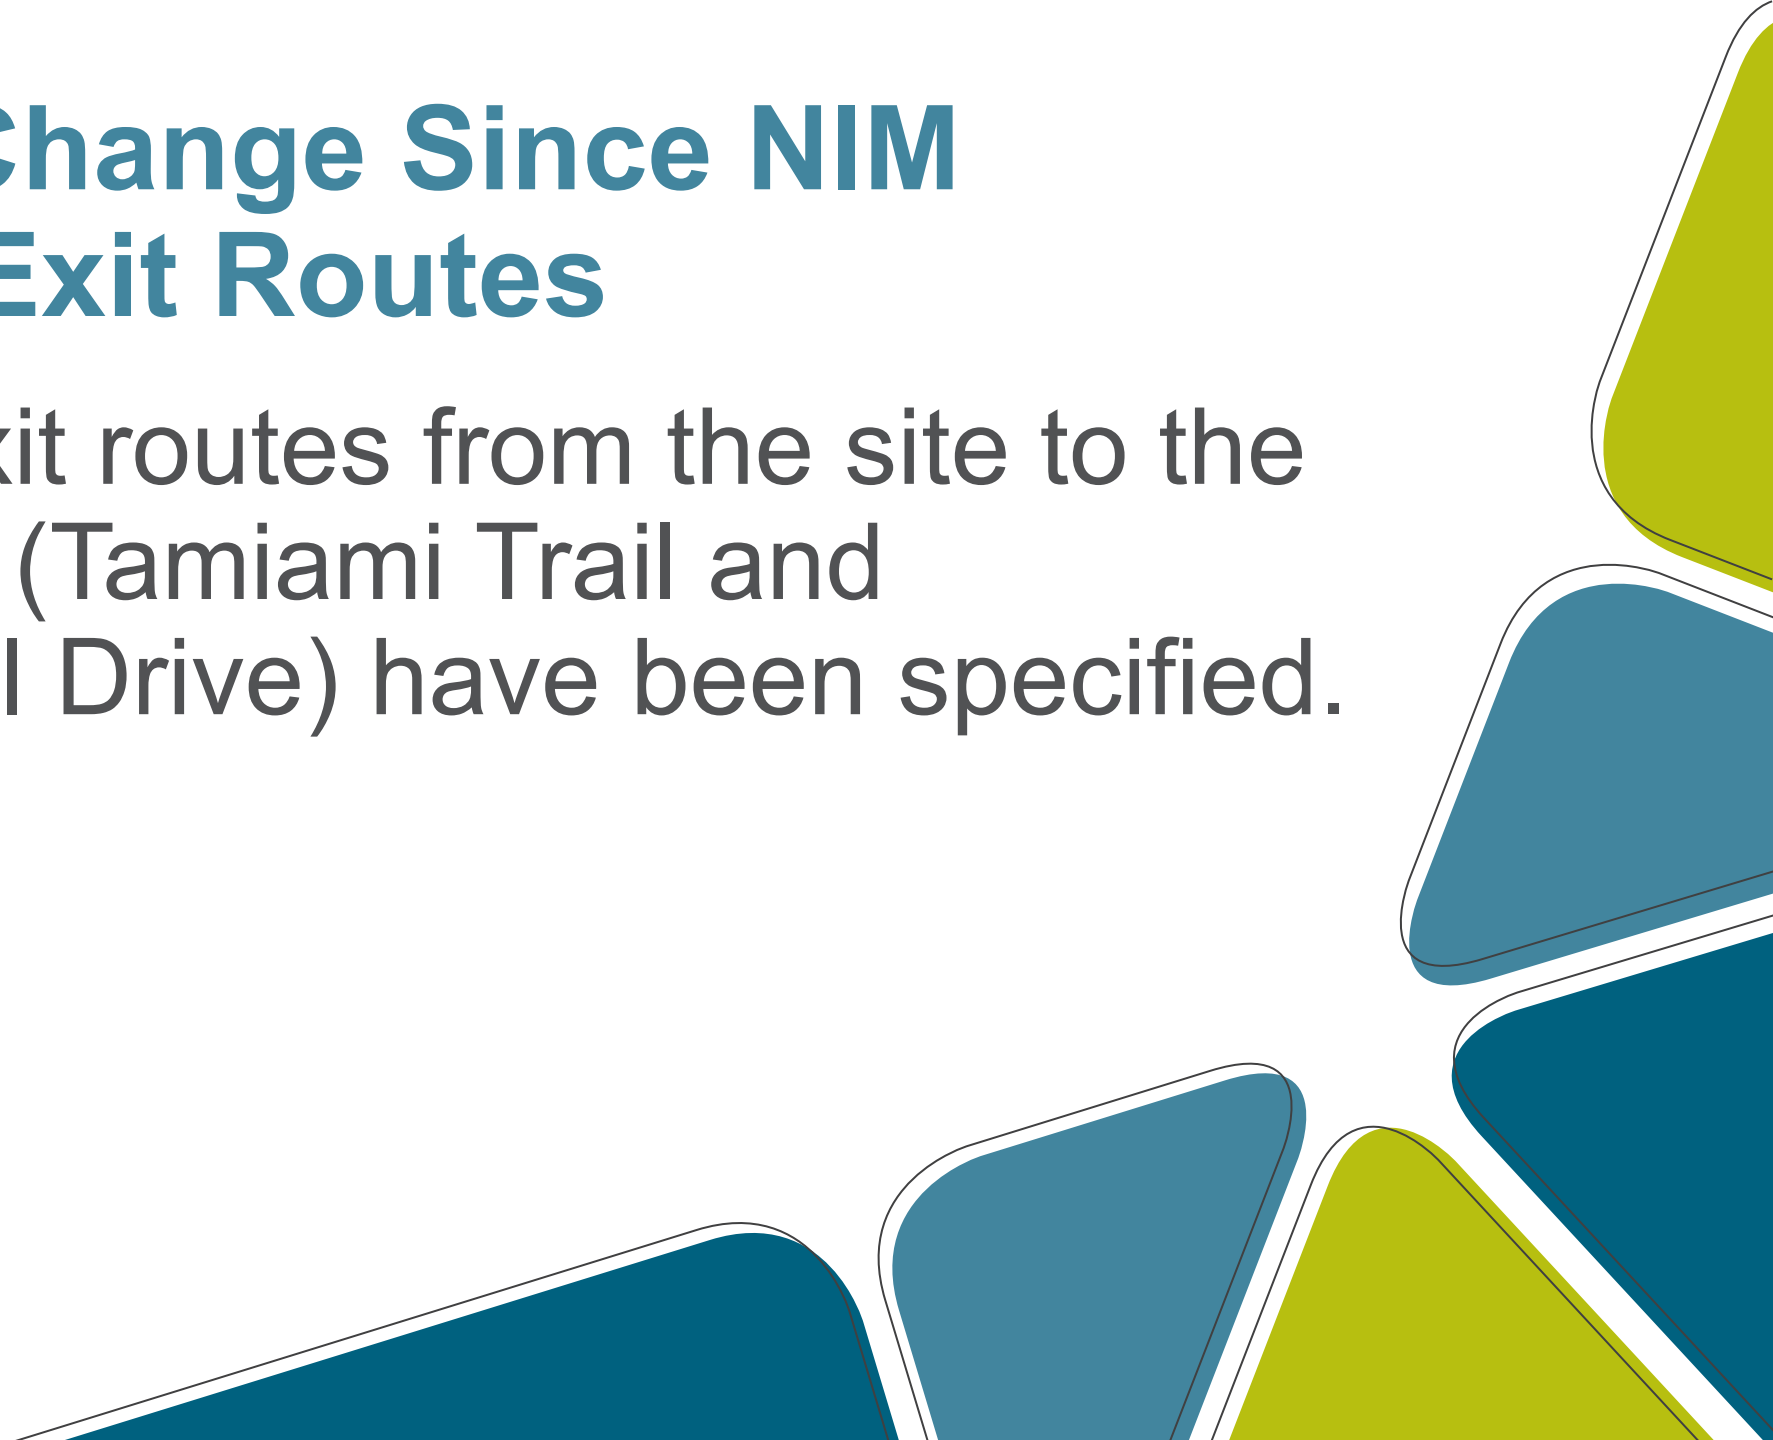 Change Since NIM
Exit Routes
xit routes from the site to the
(Tamiami Trail and
l Drive) have been specified.